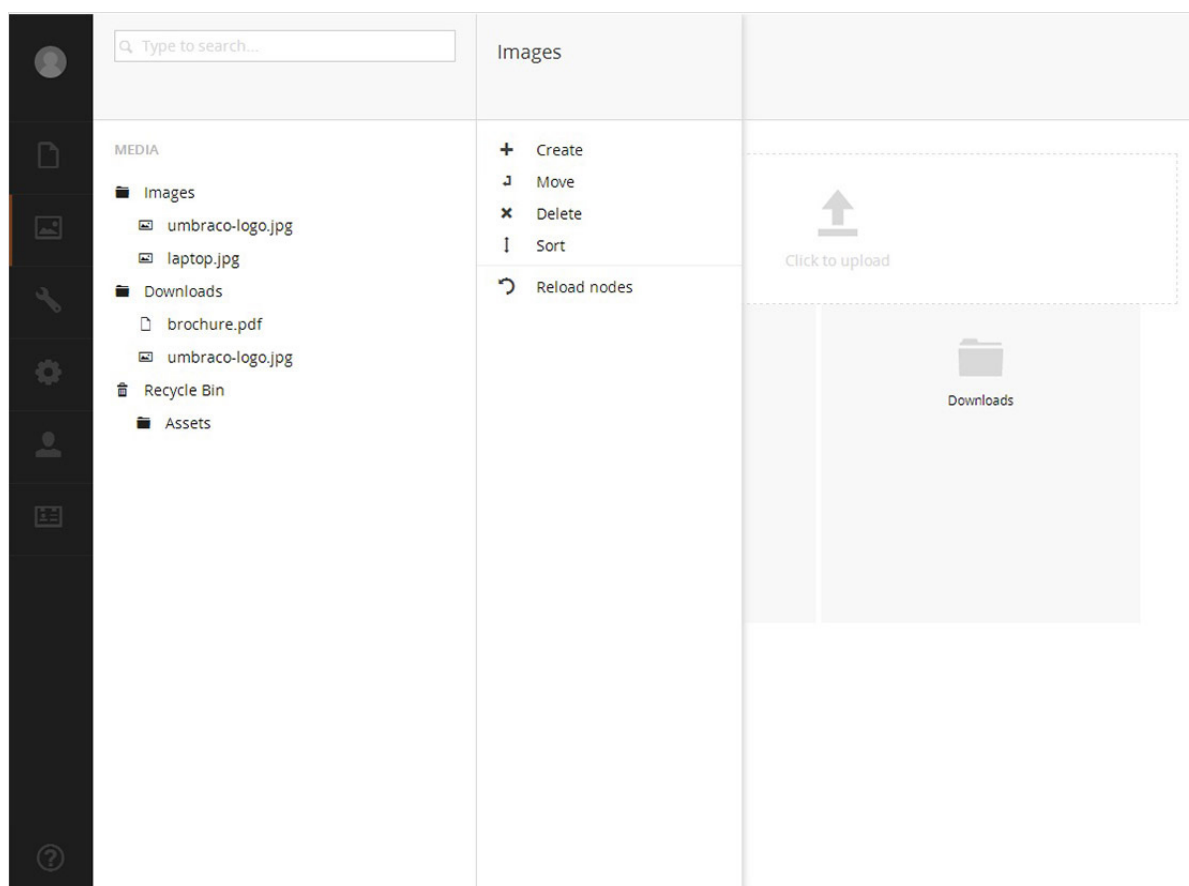 Type to search...
MEDIA
Images
umbraco-logo.jpg
laptop.jpg
Downloads
brochure.pdf
umbraco-logo.jpg
Recycle Bin
Assets
Images
Create
Move
Delete
Sort
Reload nodes
Click to upload
Downloads